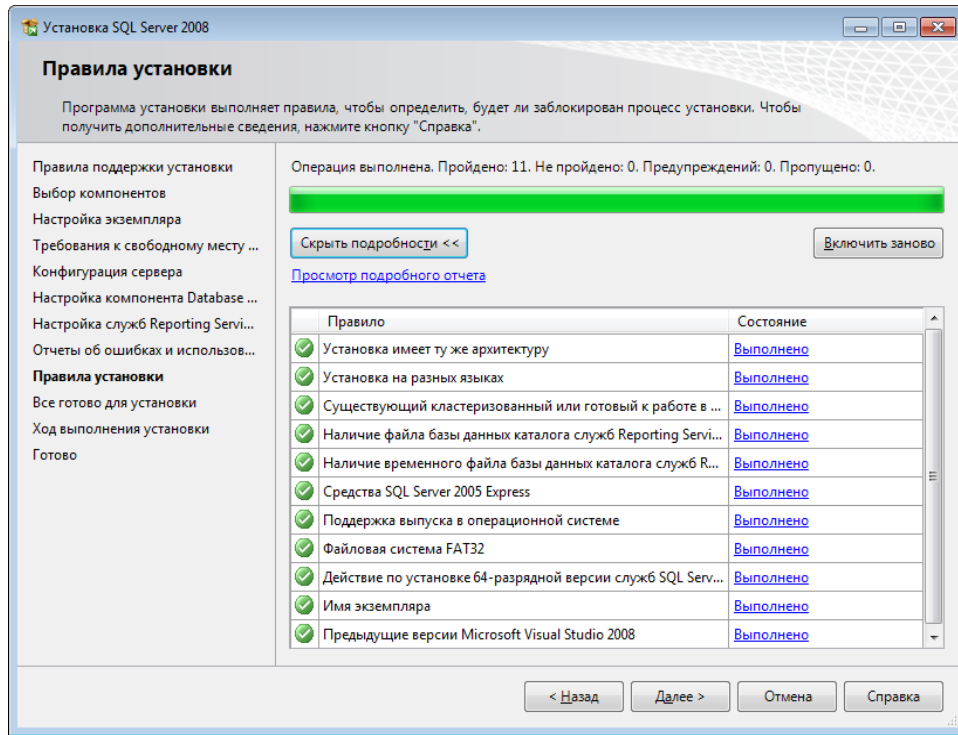 Установка SQL Server 2008
Правила установки
Программа установки выполняет правила, чтобы определить, будет ли заблокирован процесс установки. Чтобы
получить дополнительные сведения, нажмите кнопку "Справка".
Правила поддержки установки
Выбор компонентов
Настройка экземпляра
Требования к свободному месту ...
Конфигурация сервера
Настройка компонента Database ...
Настройка служб Reporting Servi...
Отчеты об ошибках и использов...
Правила установки
Все готово для установки
Ход выполнения установки
Готово
Операция выполнена. Пройдено: 11. Не пройдено: 0. Предупреждений: 0. Пропущено: 0.
Скрыть подробности <<
Включить заново
Просмотр подробного отчета
Правило Состояние
Установка имеет ту же архитектуру Выполнено
Установка на разных языках Выполнено
Существующий кластеризованный или готовый к работе в ... Выполнено
Наличие файла базы данных каталога служб Reporting Servi... Выполнено
Наличие временного файла базы данных каталога служб R... Выполнено
Средства SQL Server 2005 Express Выполнено
Поддержка выпуска в операционной системе Выполнено
Файловая система FAT32 Выполнено
Действие по установке 64-разрядной версии служб SQL Serv... Выполнено
Имя экземпляра Выполнено
Предыдущие версии Microsoft Visual Studio 2008 Выполнено
< Назад
Далее >
Отмена
Справка